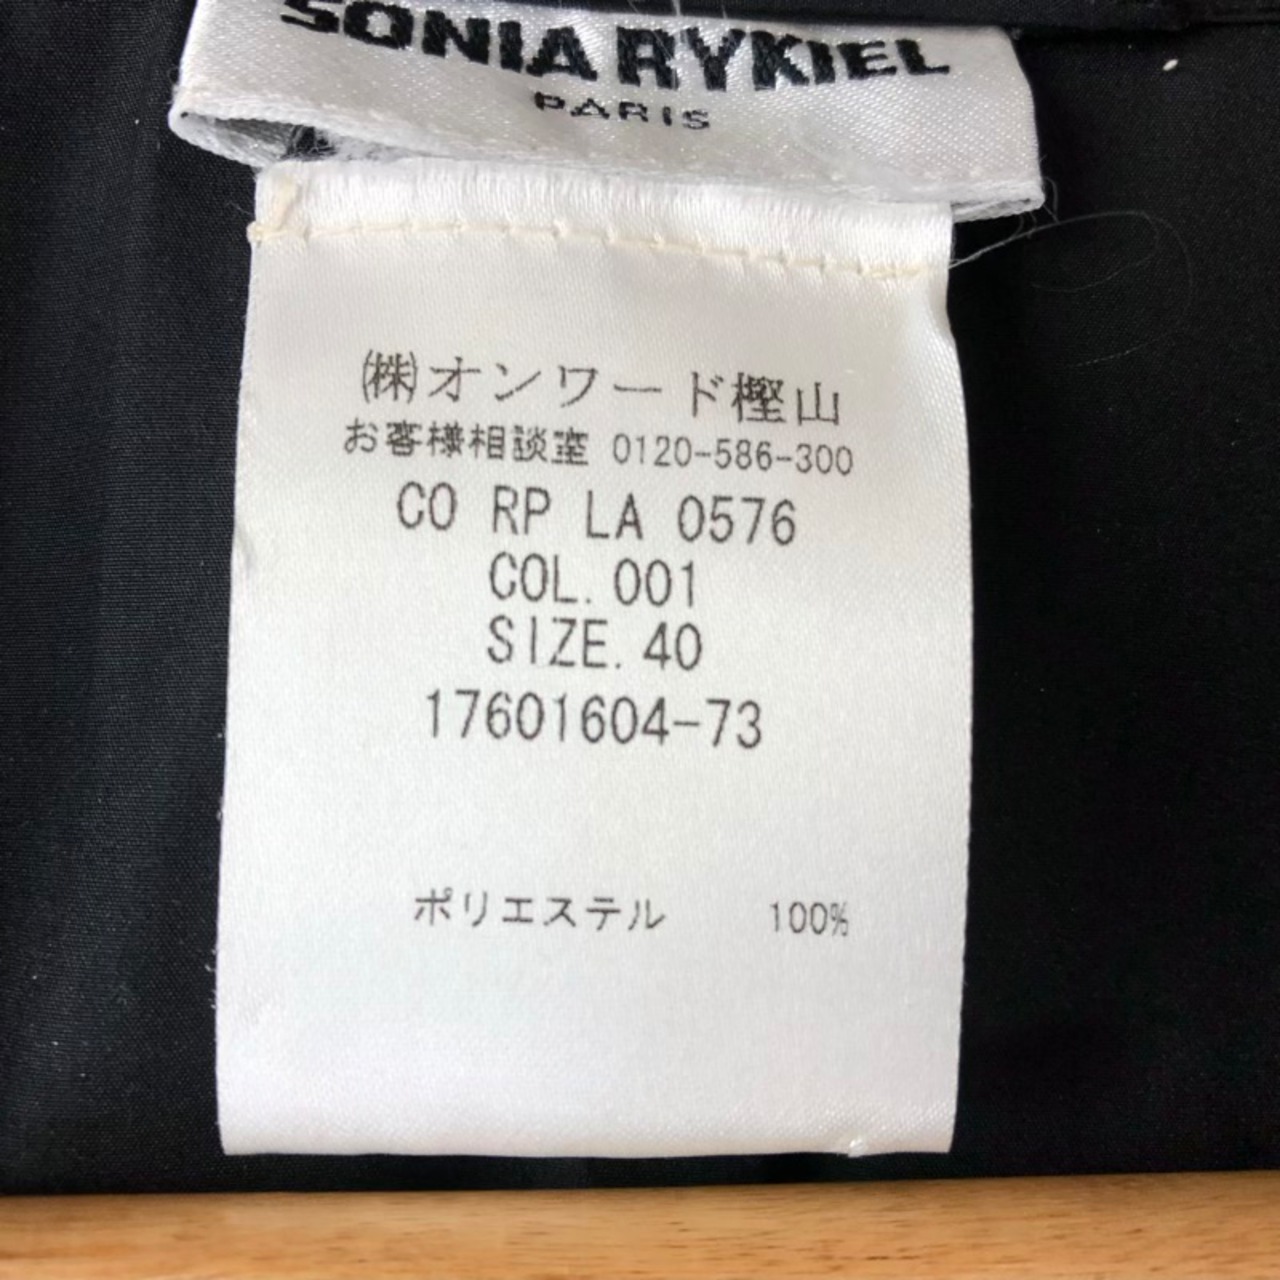 SONIA RYKIEL
PARIS
㈱オンワード樫山
お客様相談室 0120-586-300
CO RP LA 0576
COL.001
SIZE.40
17601604-73
ポリエステル 100%